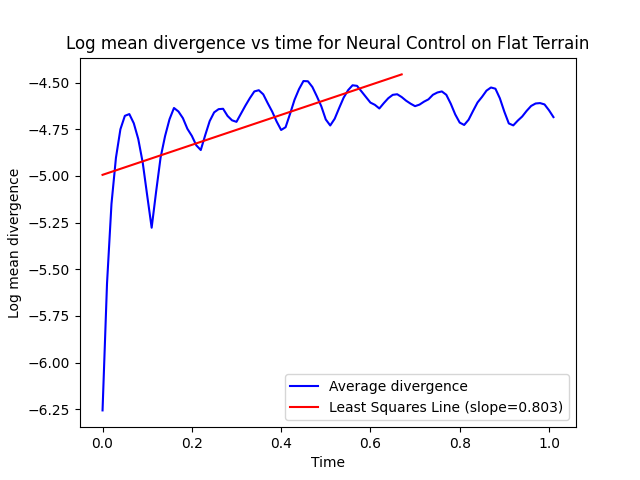 Log mean divergence vs time for Neural Control on Flat Terrain
Log mean divergence
−4.50
−4.75
−5.00
−5.25
−5.50
−5.75
−6.00
−6.25
Average divergence
Least Squares Line (slope=0.803)
0.0
0.2
0.4
0.6
0.8
1.0
Time